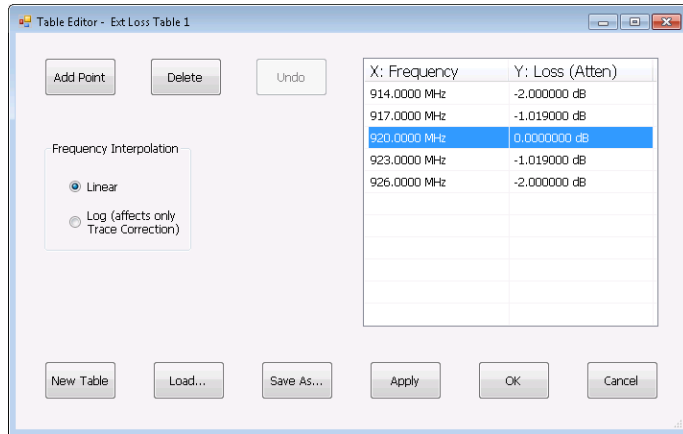 Table Editor - Ext Loss Table 1
Add Point Delete Undo
X: Frequency Y: Loss (Atten)
914.0000 MHz -2.000000 dB
917.0000 MHz -1.019000 dB
920.0000 MHz 0.0000000 dB
923.0000 MHz -1.019000 dB
926.0000 MHz -2.000000 dB
Frequency Interpolation
Linear
Log (affects only
Trace Correction)
New Table Load... Save As... Apply OK Cancel